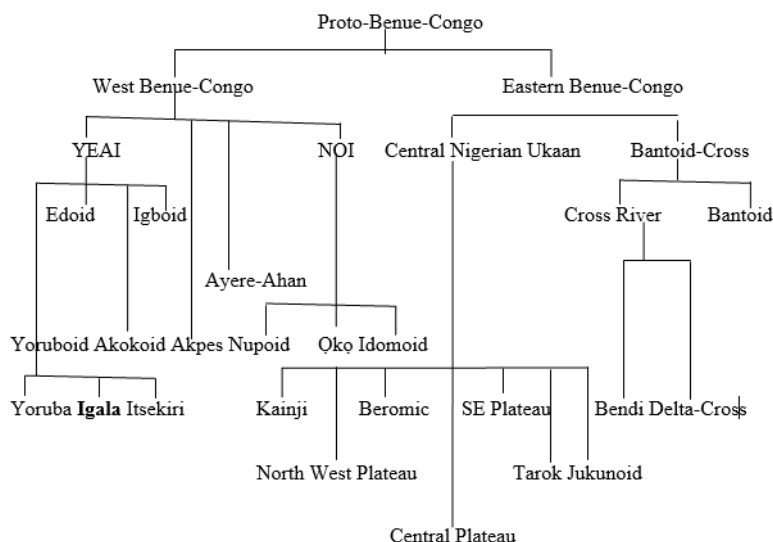 Proto-Benue-Congo
West Benue-Congo Eastern Benue-Congo
YEAI NOI Central Nigerian Ukaan Bantoid-Cross
Edoid Igboid Cross River Bantoid
Ayere-Ahan
Yoruboid Akokoid Akpes Nupoid Ọkọ Idomoid
Yoruba Igala Itsekiri Kainji Beromic SE Plateau Bendi Delta-Cross
North West Plateau Tarok Jukunoid
Central Plateau